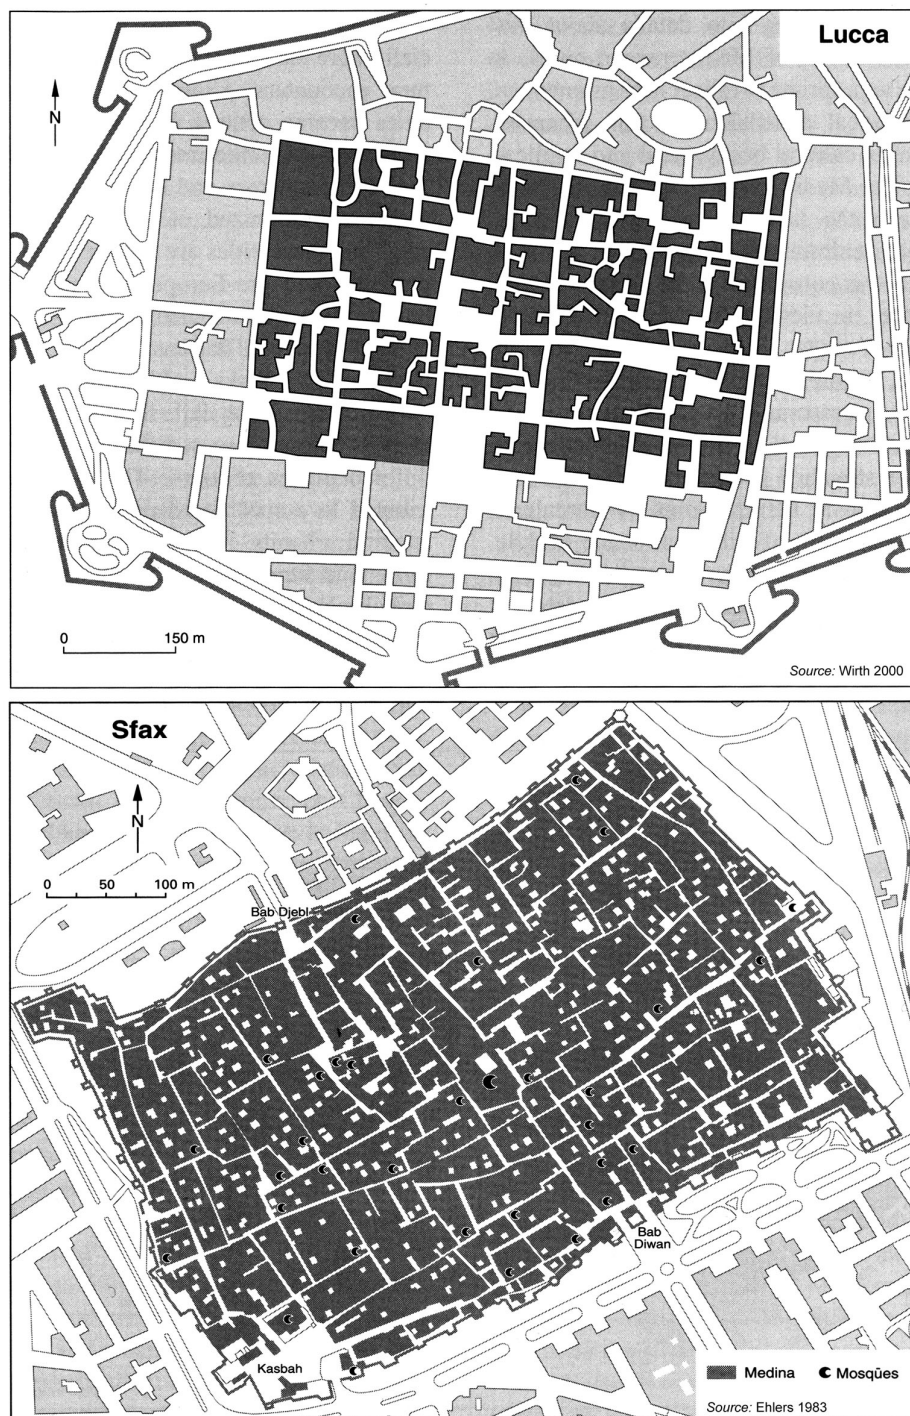 Lucca
N
0 150 m
Source: Wirth 2000
Sfax
N
0 50 100 m
Bab Djebl
Bab
Diwan
Kasbah
Medina Mosqües
Source: Ehlers 1983